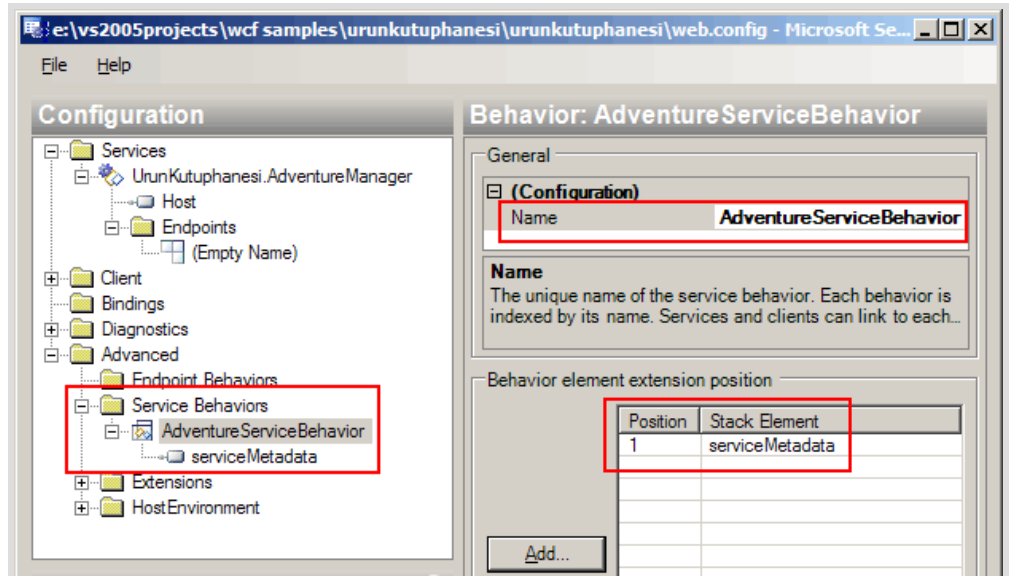 e:\vs2005projects\wcf samples\urunkutuphanesi\urunkutuphanesi\web.config - Microsoft Se...
File Help
Configuration
Services
UrunKutuphanesi.AdventureManager
Host
Endpoints
(Empty Name)
Client
Bindings
Diagnostics
Advanced
Endpoint Behaviors
Service Behaviors
AdventureServiceBehavior
serviceMetadata
Extensions
HostEnvironment
Behavior: AdventureServiceBehavior
General
(Configuration)
Name AdventureServiceBehavior
Name
The unique name of the service behavior. Each behavior is
indexed by its name. Services and clients can link to each...
Behavior element extension position
Position Stack Element
1 serviceMetadata
Add...